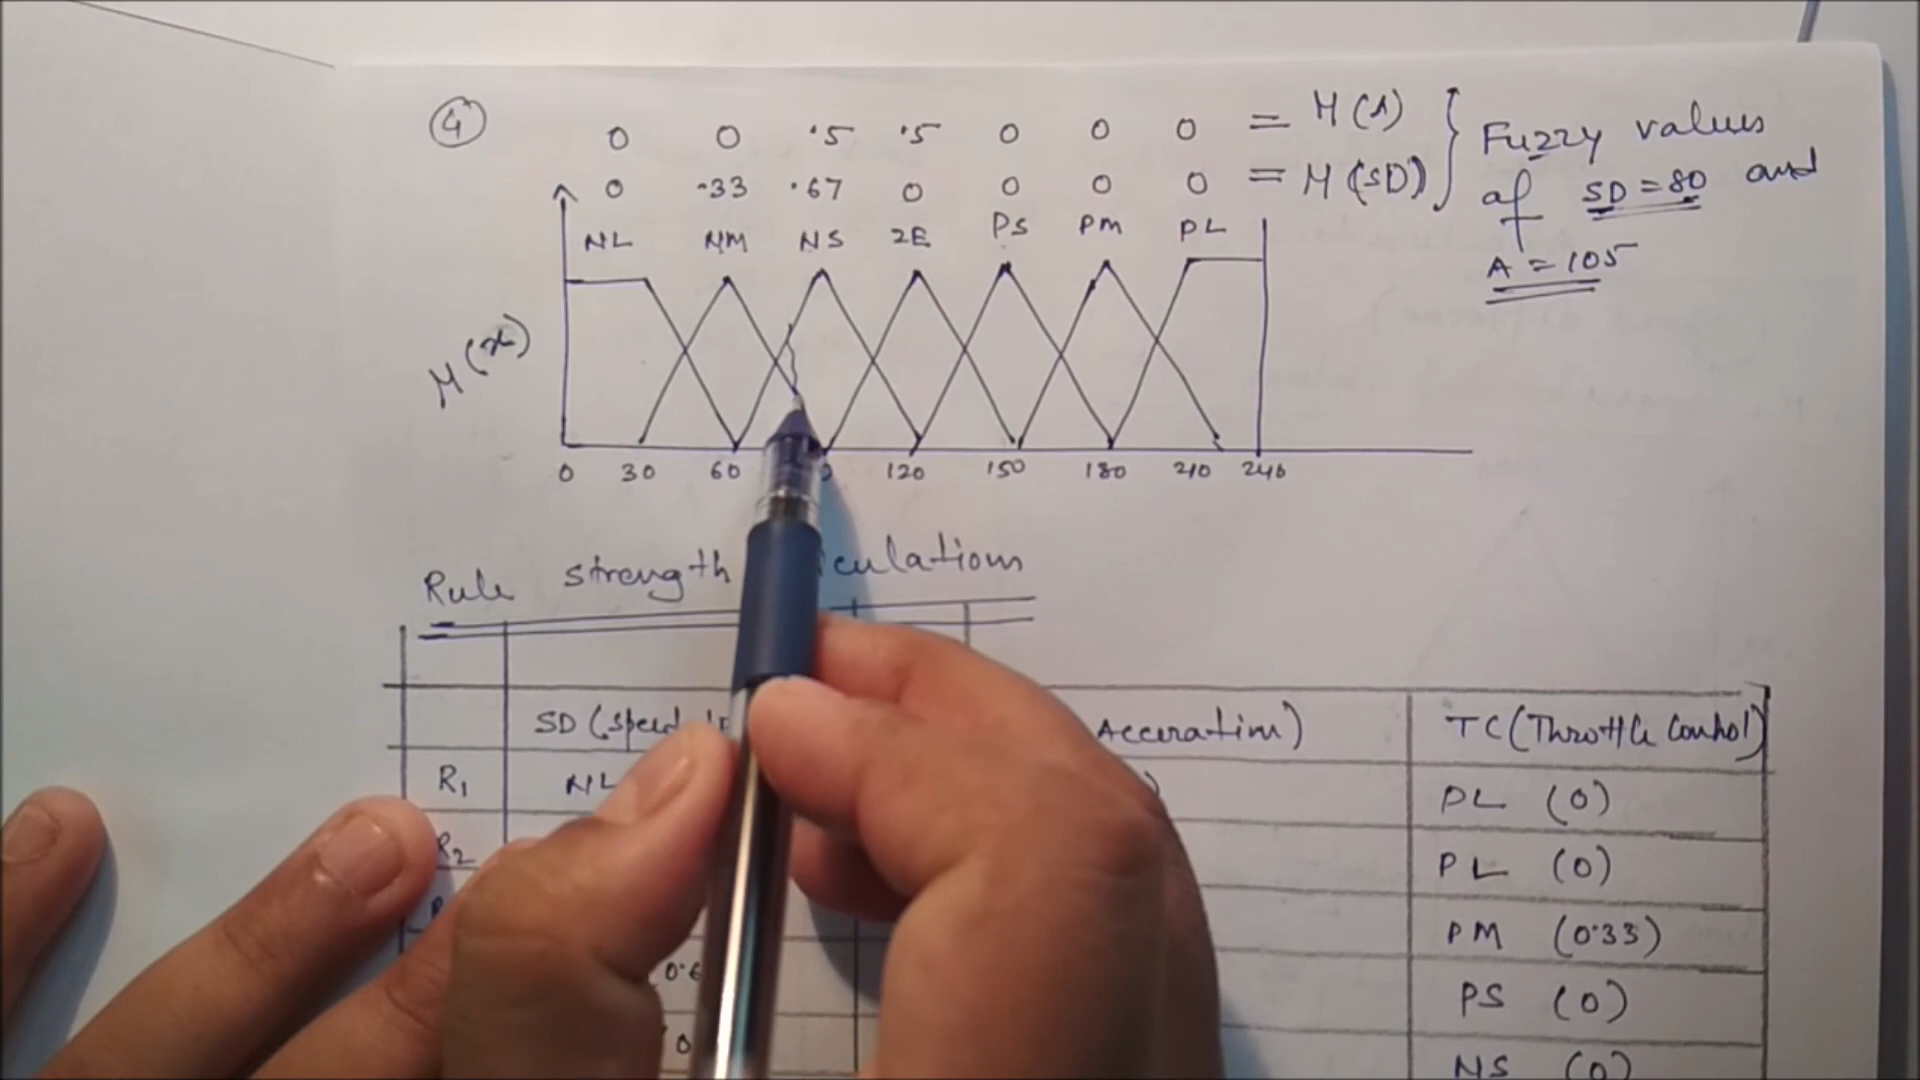 4
0 0 .5 .5 0 0 0 = M(A)
0 .33 .67 0 0 0 0 = M(SD)
Fuzzy values
of SD = 80 and
A = 105
NL NM NS ZE PS PM PL
M(x)
0 30 60 120 150 180 210 240
Rule strength
SD (speed Acceration) TC (Throttle Conhol)
R1 NL PL (0)
R2 PL (0)
PM (0.33)
PS (0)
NS (0)